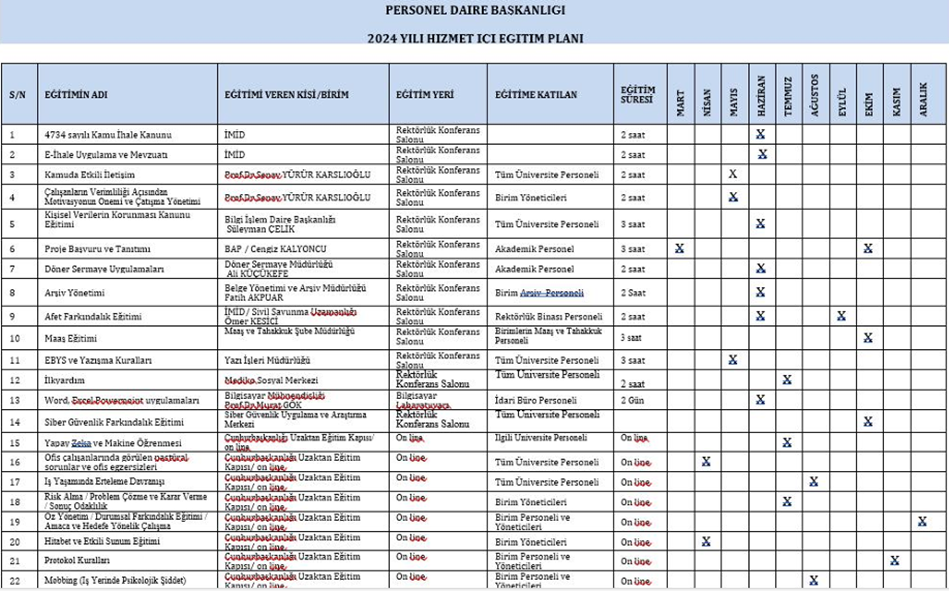 PERSONEL DAIRE BAŞKANLIGI
2024 YILI HIZMET ICI EGITIM PLANI
S/N EĞİTİMİN ADI EĞİTİMİ VEREN KİŞİ/BİRİM EĞİTİM YERİ EĞİTİME KATILAN EĞİTİM SÜRESİ MART NİSAN MAYIS HAZİRAN TEMMUZ AĞUSTOS EYLÜL EKİM KASIM ARALIK
1 4734 sayılı Kamu İhale Kanunu İMİD Rektörlük Konferans Salonu 2 saat X
2 E-İhale Uygulama ve Mevzuatı İMİD Rektörlük Konferans Salonu 2 saat X
3 Kamuda Etkili İletişim Prof.Dr.Senay YÜRÜR KARSLIOĞLU Rektörlük Konferans Salonu Tüm Üniversite Personeli 2 saat X
4 Çalışanların Verimliliği Açısından Motivasyonun Önemi ve Çatışma Yönetimi Prof.Dr.Senay YÜRÜR KARSLIOĞLU Rektörlük Konferans Salonu Birim Yöneticileri 2 saat X
5 Kişisel Verilerin Korunması Kanunu Eğitimi Bilgi İşlem Daire Başkanlığı Süleyman ÇELİK Rektörlük Konferans Salonu Tüm Üniversite Personeli 3 saat X
6 Proje Başvuru ve Tanıtımı BAP / Cengiz KALYONCU Rektörlük Konferans Salonu Akademik Personel 3 saat X X
7 Döner Sermaye Uygulamaları Döner Sermaye Müdürlüğü Ali KÜÇÜKEFE Rektörlük Konferans Salonu Akademik Personel 2 saat X
8 Arşiv Yönetimi Belge Yönetimi ve Arşiv Müdürlüğü Fatih AKPUAR Rektörlük Konferans Salonu Birim Arşiv Personeli 2 Saat X
9 Afet Farkındalık Eğitimi İMİD/ Sivil Savunma Uzamanlığı Ömer KESİCİ Rektörlük Konferans Salonu Rektörlük Binası Personeli 2 saat X X
10 Maaş Eğitimi Maaş ve Tahakkuk Şube Müdürlüğü Rektörlük Konferans Salonu Birimlerin Maaş ve Tahakkuk Personeli 3 saat X
11 EBYS ve Yazışma Kuralları Yazı İşleri Müdürlüğü Rektörlük Konferans Salonu Tüm Üniversite Personeli 3 saat X
12 İlkyardım Mediko Sosyal Merkezi Rektörlük Konferans Salonu Tüm Üniversite Personeli 2 saat X
13 Word, Excel Powerpoint uygulamaları Bilgisayar Mühendisliği Prof.Dr.Murat GÖK Bilgisayar İdari Büro Personeli 2 Gün X
14 Siber Güvenlik Farkındalık Eğitimi Siber Güvenlik Uygulama ve Araştırma Merkezi Rektörlük Konferans Salonu Tüm Üniversite Personeli X
15 Yapay Zeka ve Makine Öğrenmesi Cumhurbaşkanlığı Uzaktan Eğitim Kapısı/ on line On line İlgili Üniversite Personeli On line X
16 Ofis çalışanlarında görülen pastüral sorunlar ve ofis egzersizleri Cumhurbaşkanlığı Uzaktan Eğitim Kapısı/ on line On line Tüm Üniversite Personeli On line X
17 İş Yaşamında Erteleme Davranışı Cumhurbaşkanlığı Uzaktan Eğitim Kapısı/ on line On line Tüm Üniversite Personeli On line X
18 Risk Alma / Problem Çözme ve Karar Verme / Sonuç Odaklılık Cumhurbaşkanlığı Uzaktan Eğitim Kapısı/ on line On line Birim Yöneticileri On line X
19 Öz Yönetim / Durumsal Farkındalık Eğitimi / Amaca ve Hedefe Yönelik Çalışma Cumhurbaşkanlığı Uzaktan Eğitim Kapısı/ on line On line Birim Personeli ve Yöneticileri On line X
20 Hitabet ve Etkili Sunum Eğitimi Cumhurbaşkanlığı Uzaktan Eğitim Kapısı/ on line On line Birim Yöneticileri On line X
21 Protokol Kuralları Cumhurbaşkanlığı Uzaktan Eğitim Kapısı/ on line On line Birim Personeli ve Yöneticileri On line X
22 Mobbing (İş Yerinde Psikolojik Şiddet) Cumhurbaşkanlığı Uzaktan Eğitim Kapısı/ on line On line Birim Personeli ve Yöneticileri On line X